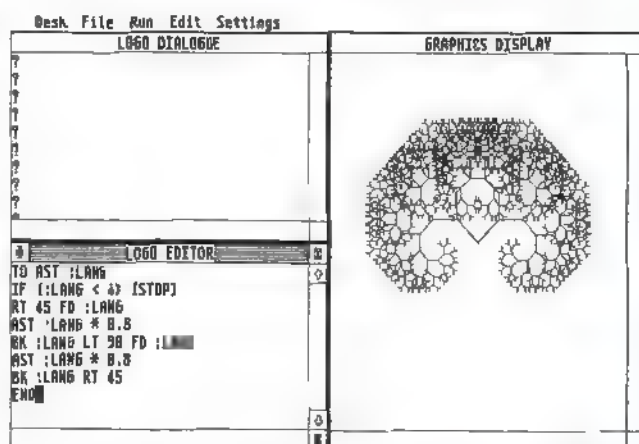 Desk File Run Edit Settings
LOGO DIALOGUE
GRAPHICS DISPLAY
?
?
?
?
?
?
?
?
?
LOGO EDITOR
TO AST :LANG
IF (:LANG < ) [STOP]
RT 45 FD :LANG
AST :LANG * 0.8
BK :LANG LT 90 FD :
AST :LANG * 0.8
BK :LANG RT 45
END